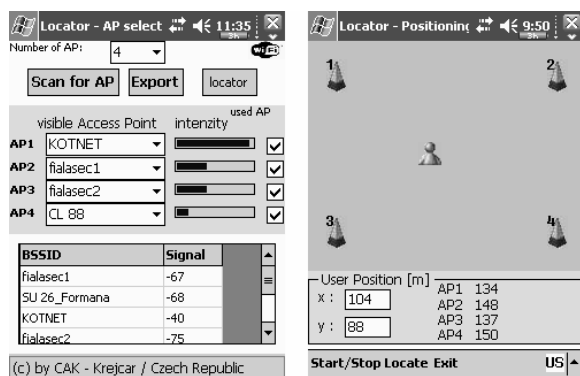 Locator - AP select 11:35
Number of AP: 4 WiFi
Scan for AP Export locator
used AP
visible Access Point intenzity
AP1 KOTNET
AP2 fialasec1
AP3 fialasec2
AP4 CL 88
BSSID Signal
fialasec1 -67
SU 26_Formana -68
KOTNET -40
fialasec2 -75
(c) by CAK - Krejcar / Czech Republic
Locator - Positioning 9:50
1 2
3 4
User Position [m]
x : 104
y : 88
AP1 134
AP2 148
AP3 137
AP4 150
Start/Stop Locate Exit US